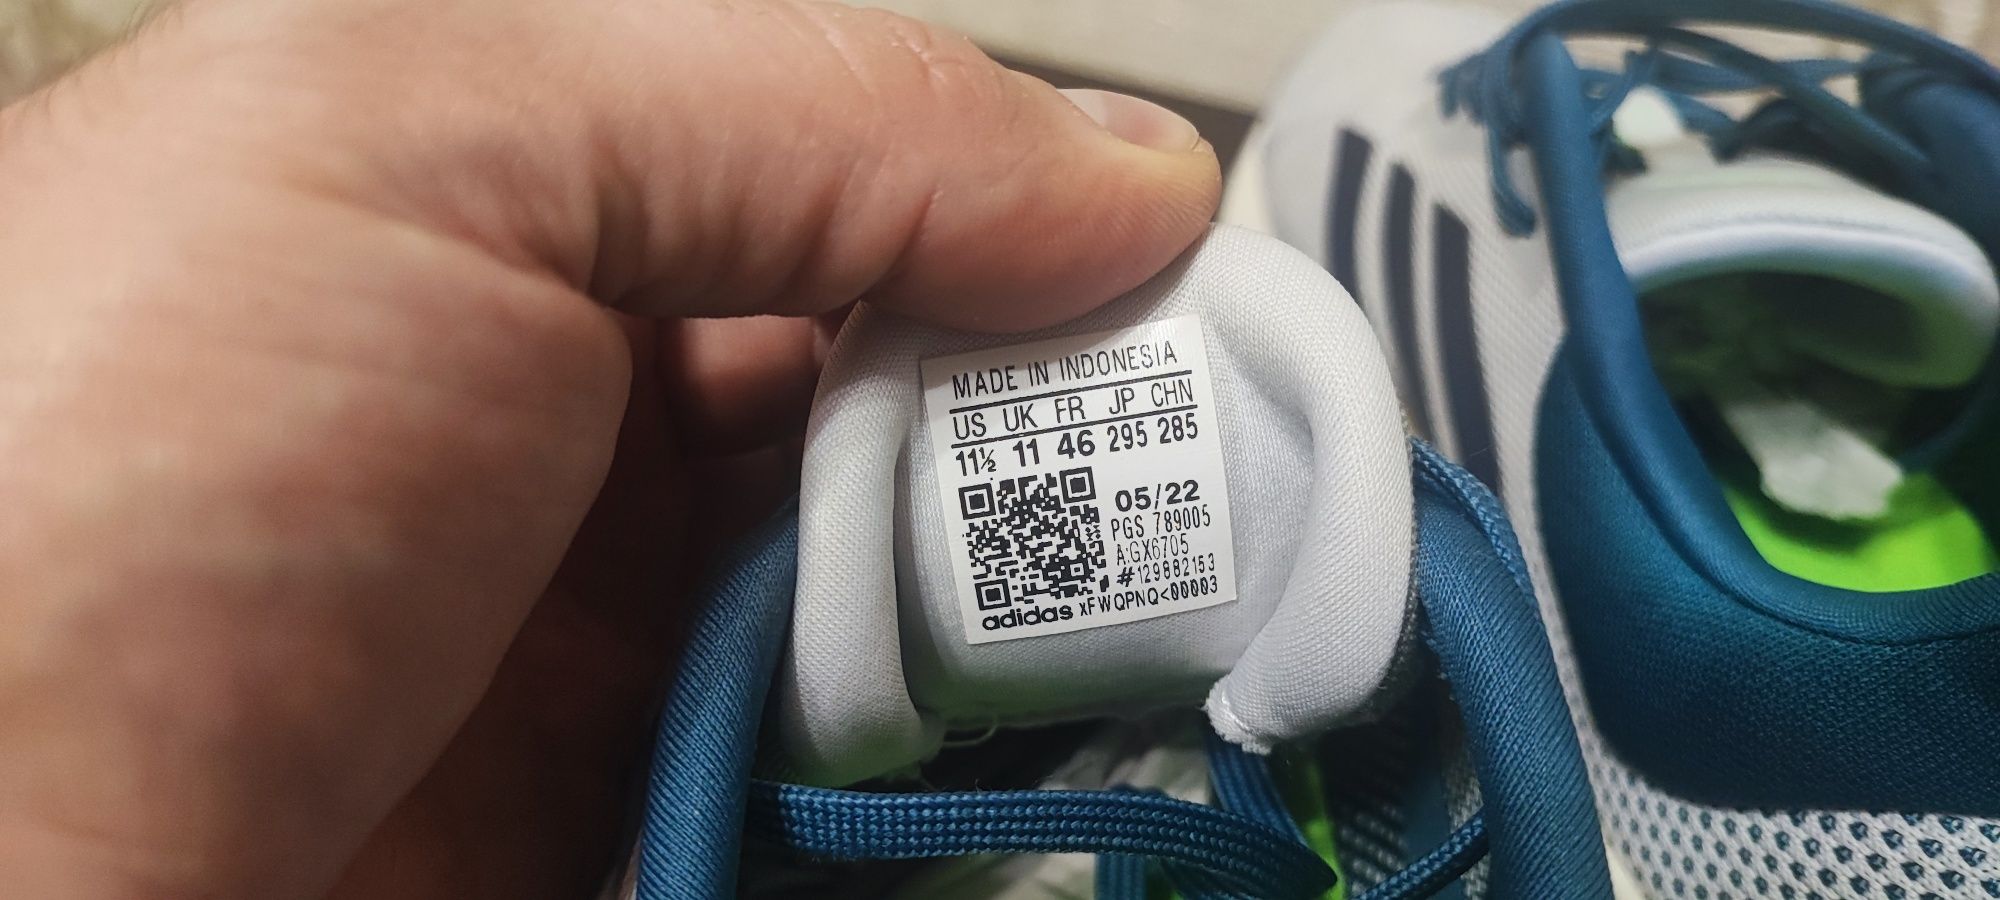 MADE IN INDONESIA
US UK FR JP CHN
11½ 11 46 295 285
05/22
PGS 789005
A:GX6705
#129882153
adidas xFWQPNQ<00003